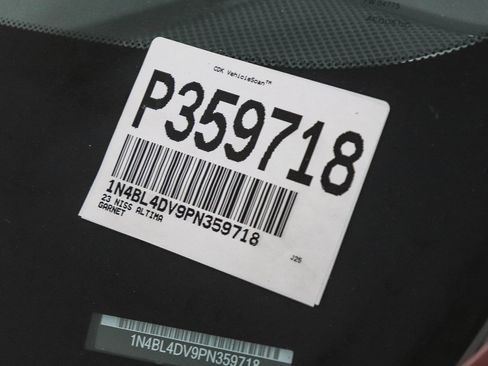 CDK VehicleScan™
P359718
1N4BL4DV9PN359718
23 NISS ALTIMA
GARNET
J25
1N4BL4DV9PN359718